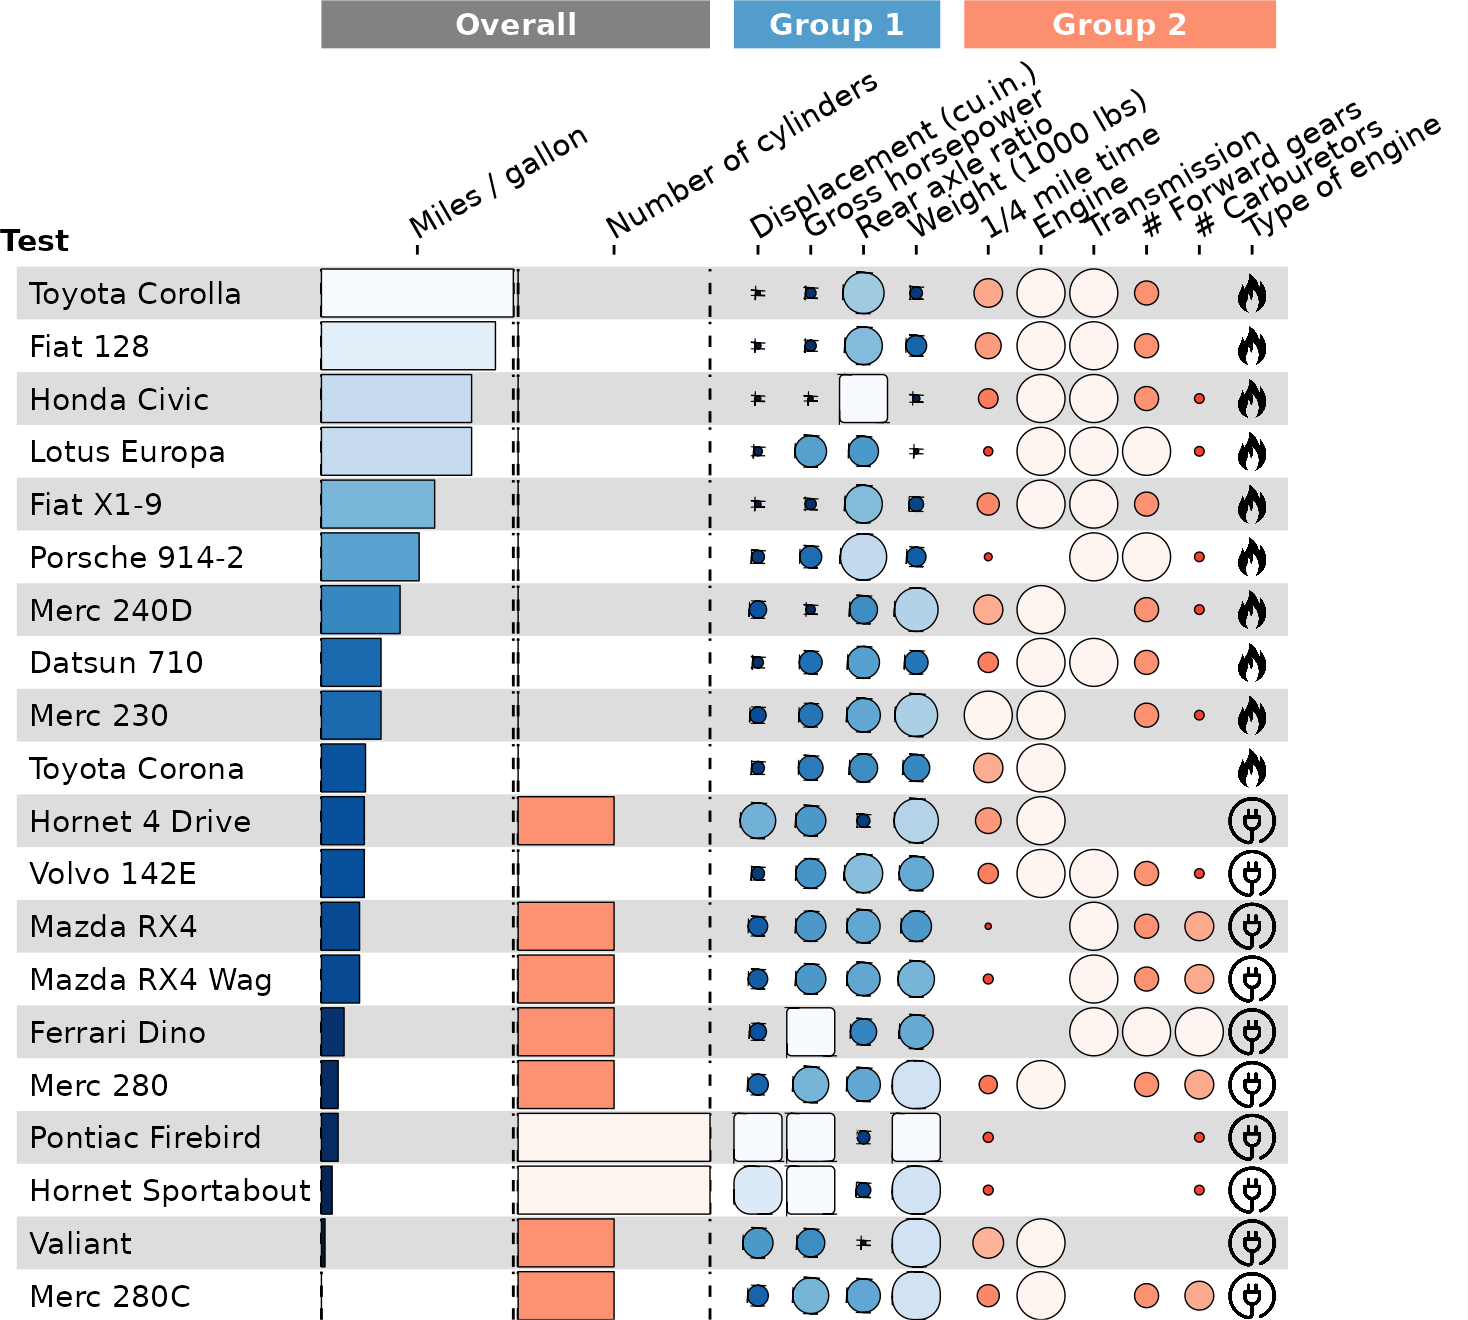 Overall
Group 1
Group 2
Miles / gallon
Number of cylinders
Displacement (cu.in.)
Gross horsepower
Rear axle ratio
Weight (1000 lbs)
1/4 mile time
Engine
Transmission
# Forward gears
# Carburetors
Type of engine
Test
Toyota Corolla
Fiat 128
Honda Civic
Lotus Europa
Fiat X1-9
Porsche 914-2
Merc 240D
Datsun 710
Merc 230
Toyota Corona
Hornet 4 Drive
Volvo 142E
Mazda RX4
Mazda RX4 Wag
Ferrari Dino
Merc 280
Pontiac Firebird
Hornet Sportabout
Valiant
Merc 280C